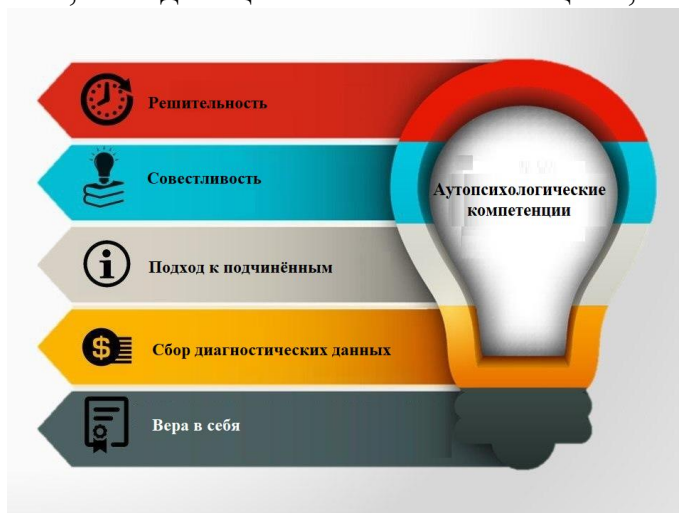 Решительность
Совестливость
Аутопсихологические
компетенции
Подход к подчинённым
Сбор диагностических данных
Вера в себя